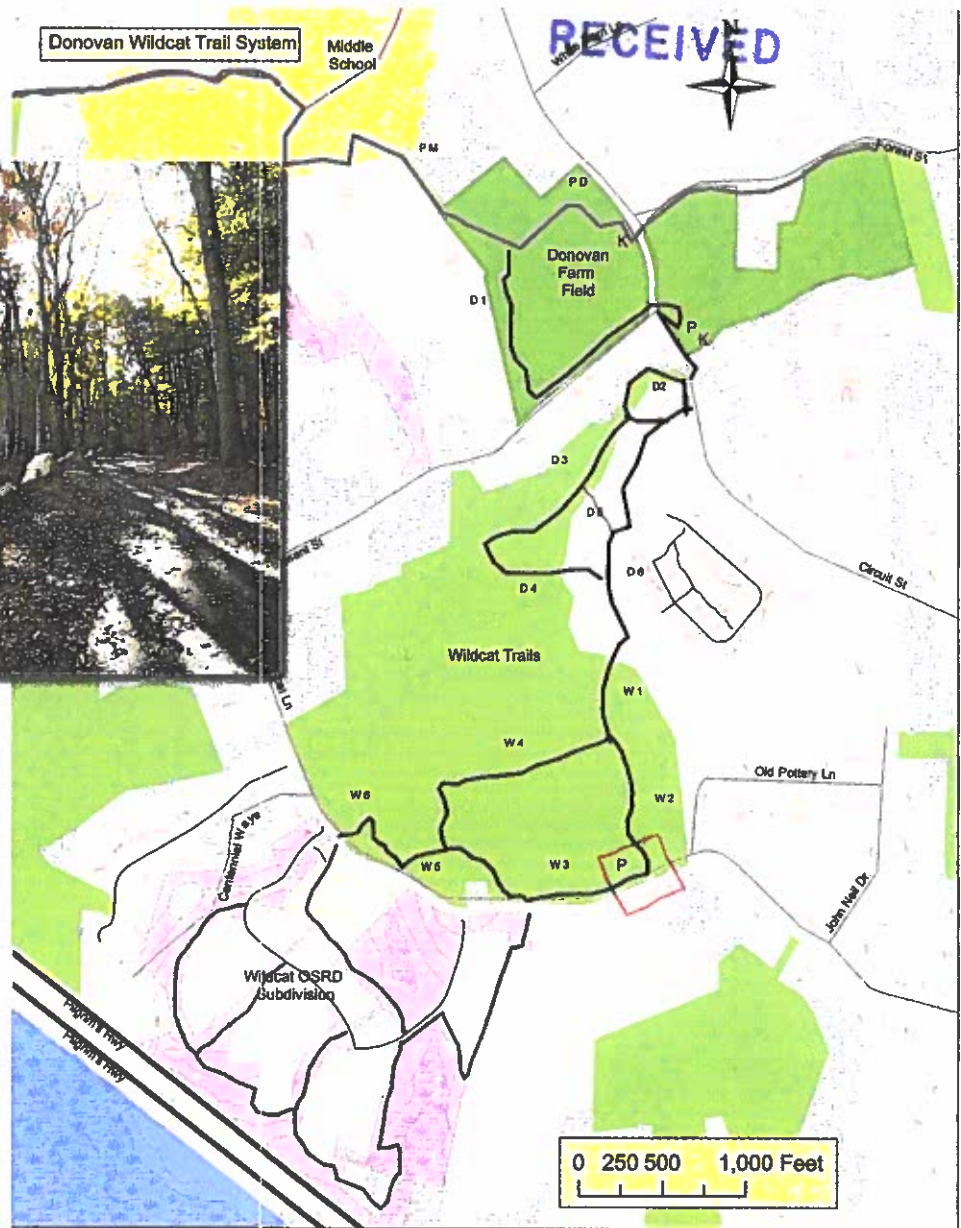 Donovan Wildcat Trail System
Middle
School
RECEIVED
N
PM
PD
Forest St
K
Donovan
Farm
Field
D1
P
K
D2
D3
D4
D6
Circuit St
Wildcat Trails
W1
W4
Old Pottery Ln
W6
W2
Centennial Ways
W5
W3
P
John Neil Dr
Wildcat OSRD
Subdivision
Pilgrim's Hwy
Pilgrim's Hwy
0 250 500 1,000 Feet